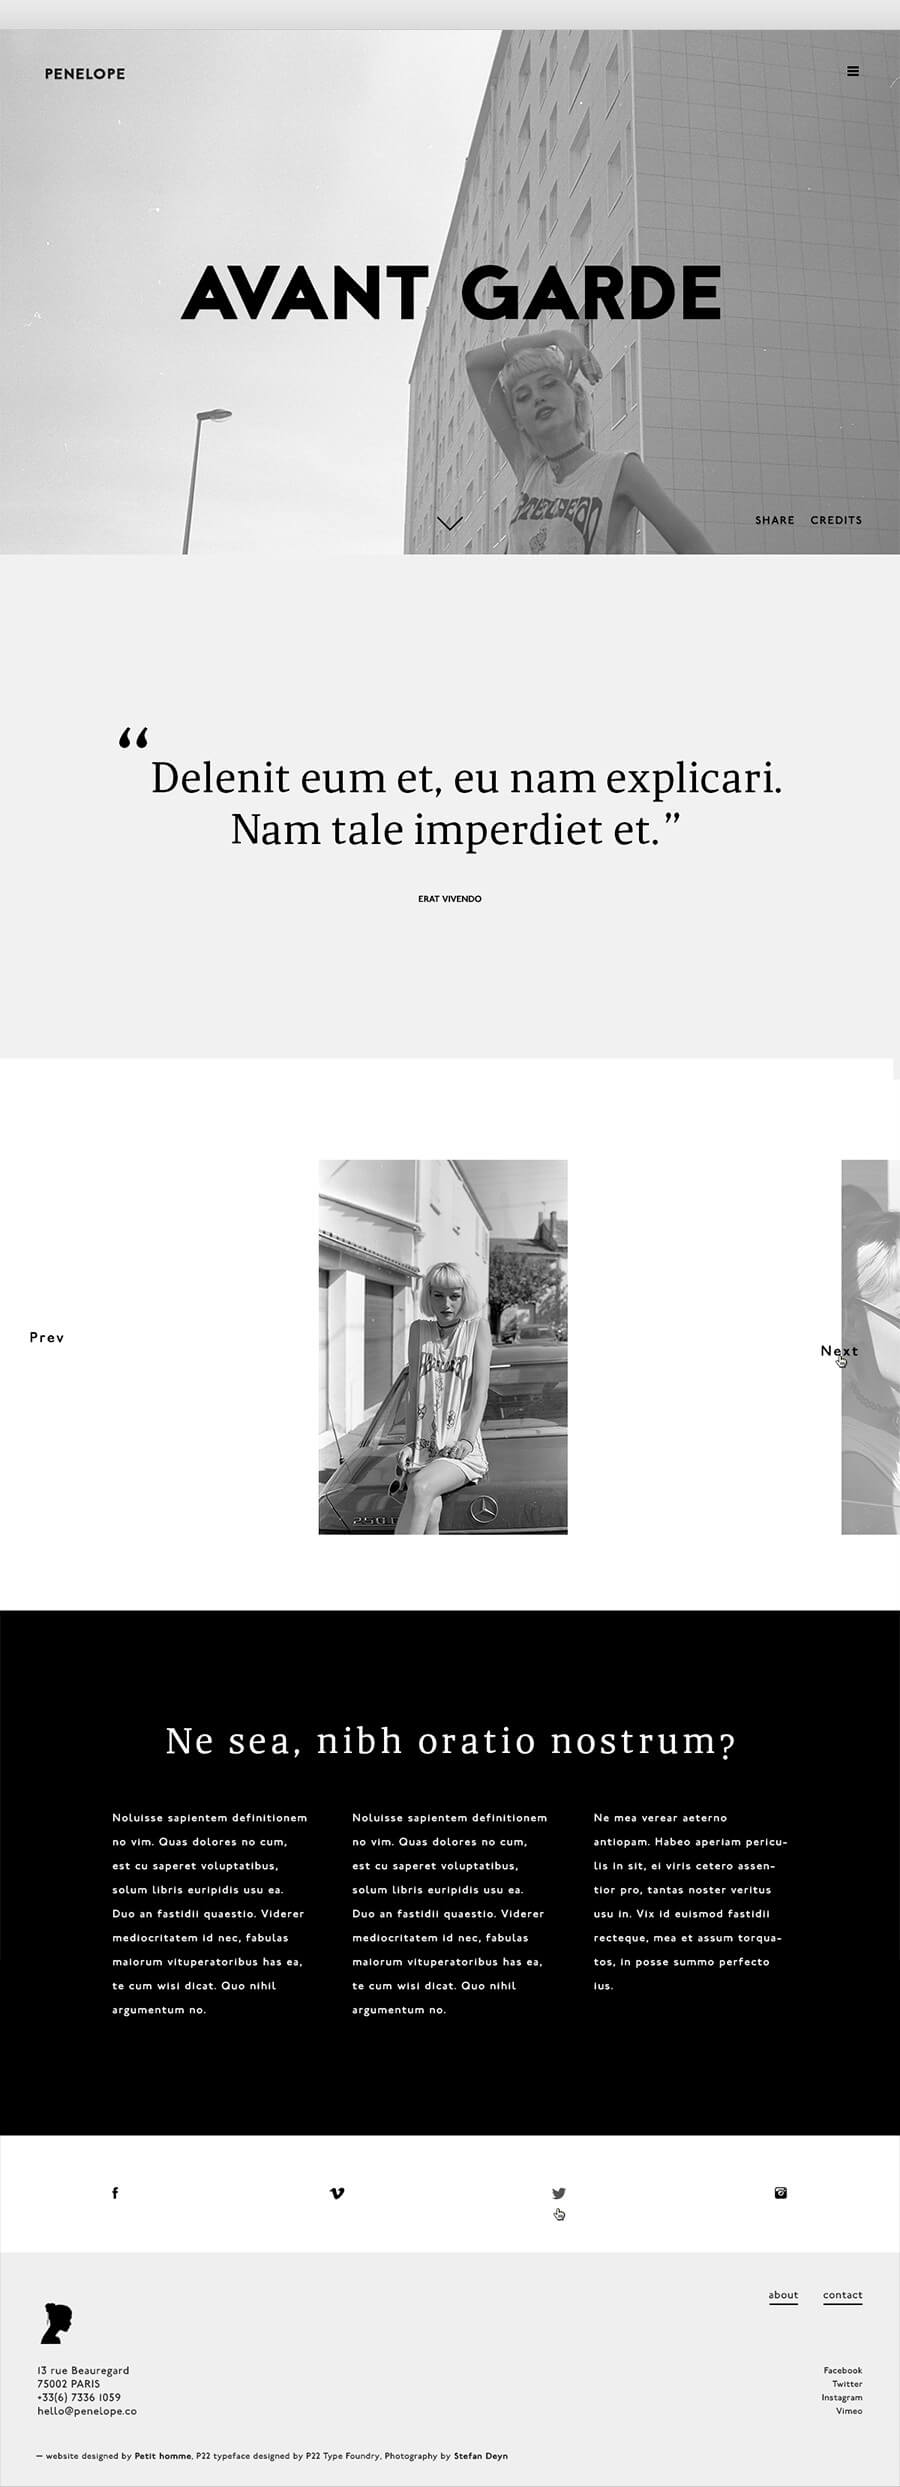 PENELOPE
AVANT GARDE
SHARE CREDITS
“Delenit eum et, eu nam explicari.
Nam tale imperdiet et.”
ERAT VIVENDO
Prev
Next
Ne sea, nibh oratio nostrum?
Noluisse sapientem definitionem
no vim. Quas dolores no cum,
est cu saperet voluptatibus,
solum libris euripidis usu ea.
Duo an fastidii quaestio. Viderer
mediocritatem id nec, fabulas
maiorum vituperatoribus has ea,
te cum wisi dicat. Quo nihil
argumentum no.
Noluisse sapientem definitionem
no vim. Quas dolores no cum,
est cu saperet voluptatibus,
solum libris euripidis usu ea.
Duo an fastidii quaestio. Viderer
mediocritatem id nec, fabulas
maiorum vituperatoribus has ea,
te cum wisi dicat. Quo nihil
argumentum no.
Ne mea verear aeterno
antiopam. Habeo aperiam pericu-
lis in sit, ei viris cetero assen-
tior pro, tantas noster veritus
usu in. Vix id euismod fastidii
recteque, mea et assum torqua-
tos, in posse summo perfecto
ius.
about contact
13 rue Beauregard
75002 PARIS
+33(6) 7336 1059
hello@penelope.co
Facebook
Twitter
Instagram
Vimeo
— website designed by Petit homme, P22 typeface designed by P22 Type Foundry, Photography by Stefan Deyn